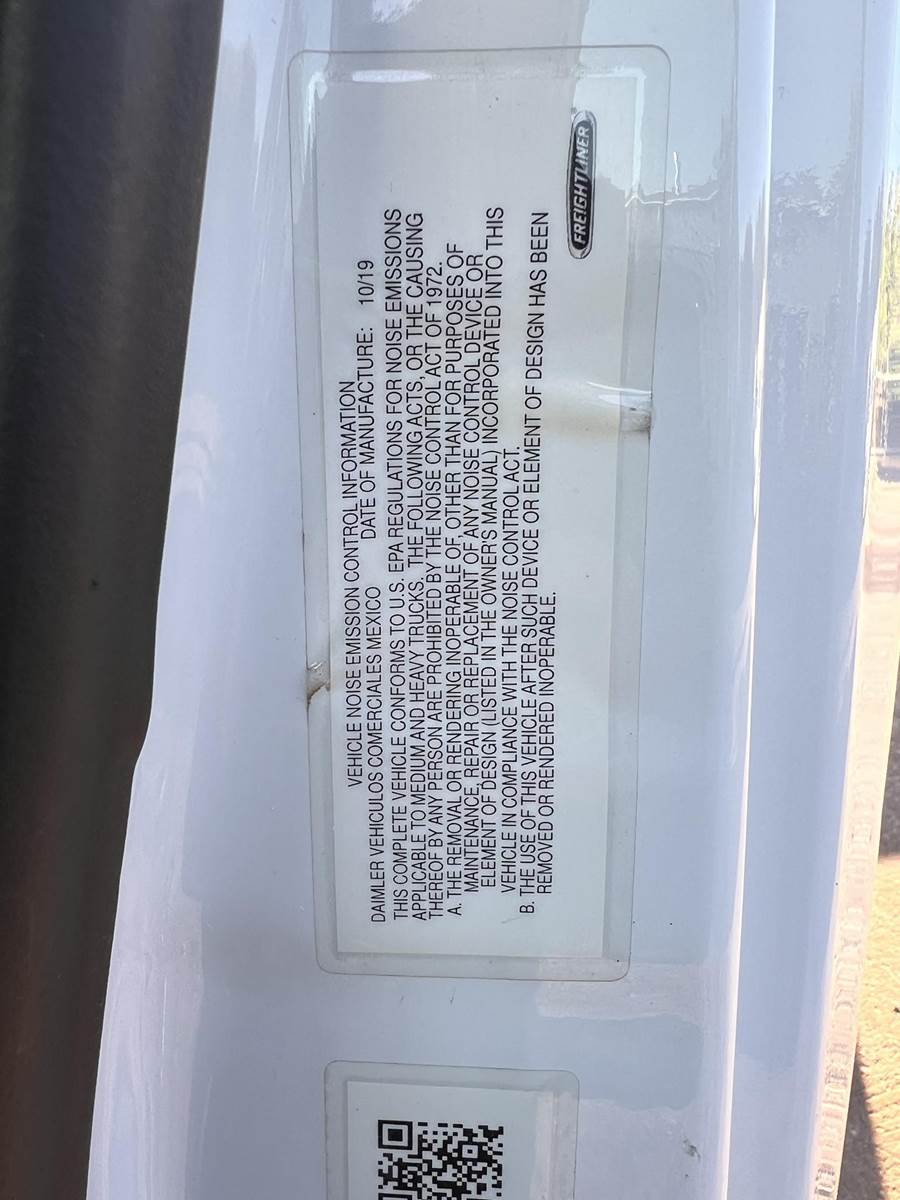 VEHICLE NOISE EMISSION CONTROL INFORMATION
DAIMLER VEHICULOS COMERCIALES MEXICO DATE OF MANUFACTURE: 10/19
THIS COMPLETE VEHICLE CONFORMS TO U.S. EPA REGULATIONS FOR NOISE EMISSIONS
APPLICABLE TO MEDIUM AND HEAVY TRUCKS. THE FOLLOWING ACTS, OR THE CAUSING
THEREOF BY ANY PERSON ARE PROHIBITED BY THE NOISE CONTROL ACT OF 1972.
A. THE REMOVAL OR RENDERING INOPERABLE OF, OTHER THAN FOR PURPOSES OF
MAINTENANCE, REPAIR OR REPLACEMENT OF ANY NOISE CONTROL DEVICE OR
ELEMENT OF DESIGN (LISTED IN THE OWNER'S MANUAL) INCORPORATED INTO THIS
VEHICLE IN COMPLIANCE WITH THE NOISE CONTROL ACT.
B. THE USE OF THIS VEHICLE AFTER SUCH DEVICE OR ELEMENT OF DESIGN HAS BEEN
REMOVED OR RENDERED INOPERABLE.
FREIGHTLINER